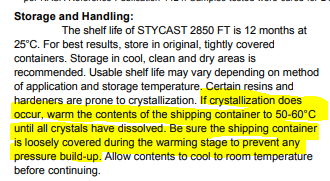 Storage and Handling:
The shelf life of STYCAST 2850 FT is 12 months at
25°C. For best results, store in original, tightly covered
containers. Storage in cool, clean and dry areas is
recommended. Usable shelf life may vary depending on method
of application and storage temperature. Certain resins and
hardeners are prone to crystallization. If crystallization does
occur, warm the contents of the shipping container to 50-60°C
until all crystals have dissolved. Be sure the shipping container
is loosely covered during the warming stage to prevent any
pressure build-up. Allow contents to cool to room temperature
before continuing.